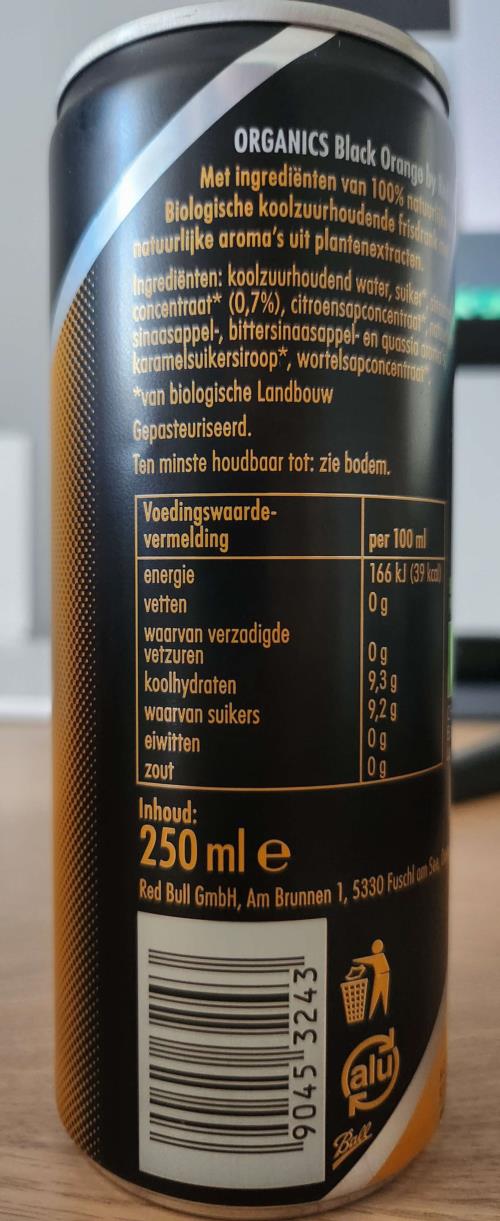 ORGANICS Black Orange by
Met ingrediënten van 100%
Biologische koolzuurhoudende frisdrank
natuurlijke aroma's uit plantenextracten.
Ingrediënten: koolzuurhoudend water, suiker*,
concentraat* (0,7%), citroensapconcentraat*,
sinaasappel-, bittersinaasappel- en quassia
karamelsuikersiroop*, wortelsapconcentraat*.
*van biologische Landbouw
Gepasteuriseerd.
Ten minste houdbaar tot: zie bodem.
Voedingswaarde-
vermelding per 100 ml
energie 166 kJ (39 kcal)
vetten 0 g
waarvan verzadigde
vetzuren 0 g
koolhydraten 9,3 g
waarvan suikers 9,2 g
eiwitten 0 g
zout 0 g
Inhoud:
250 ml e
Red Bull GmbH, Am Brunnen 1, 5330 Fuschl am See,
9045 3243
alu
Ball